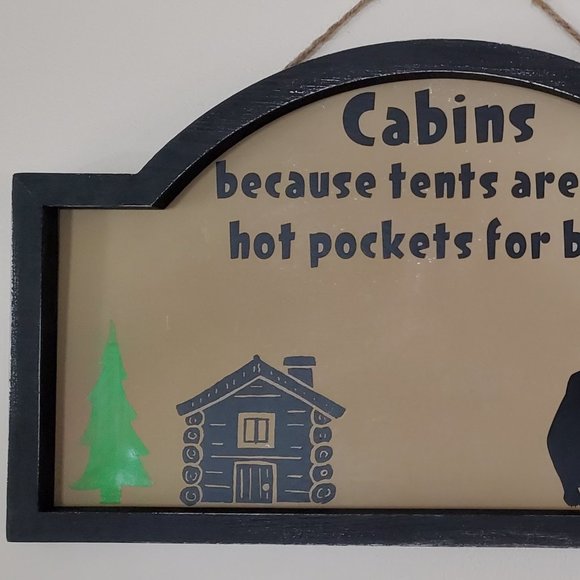 Cabins
because tents are
hot pockets for b